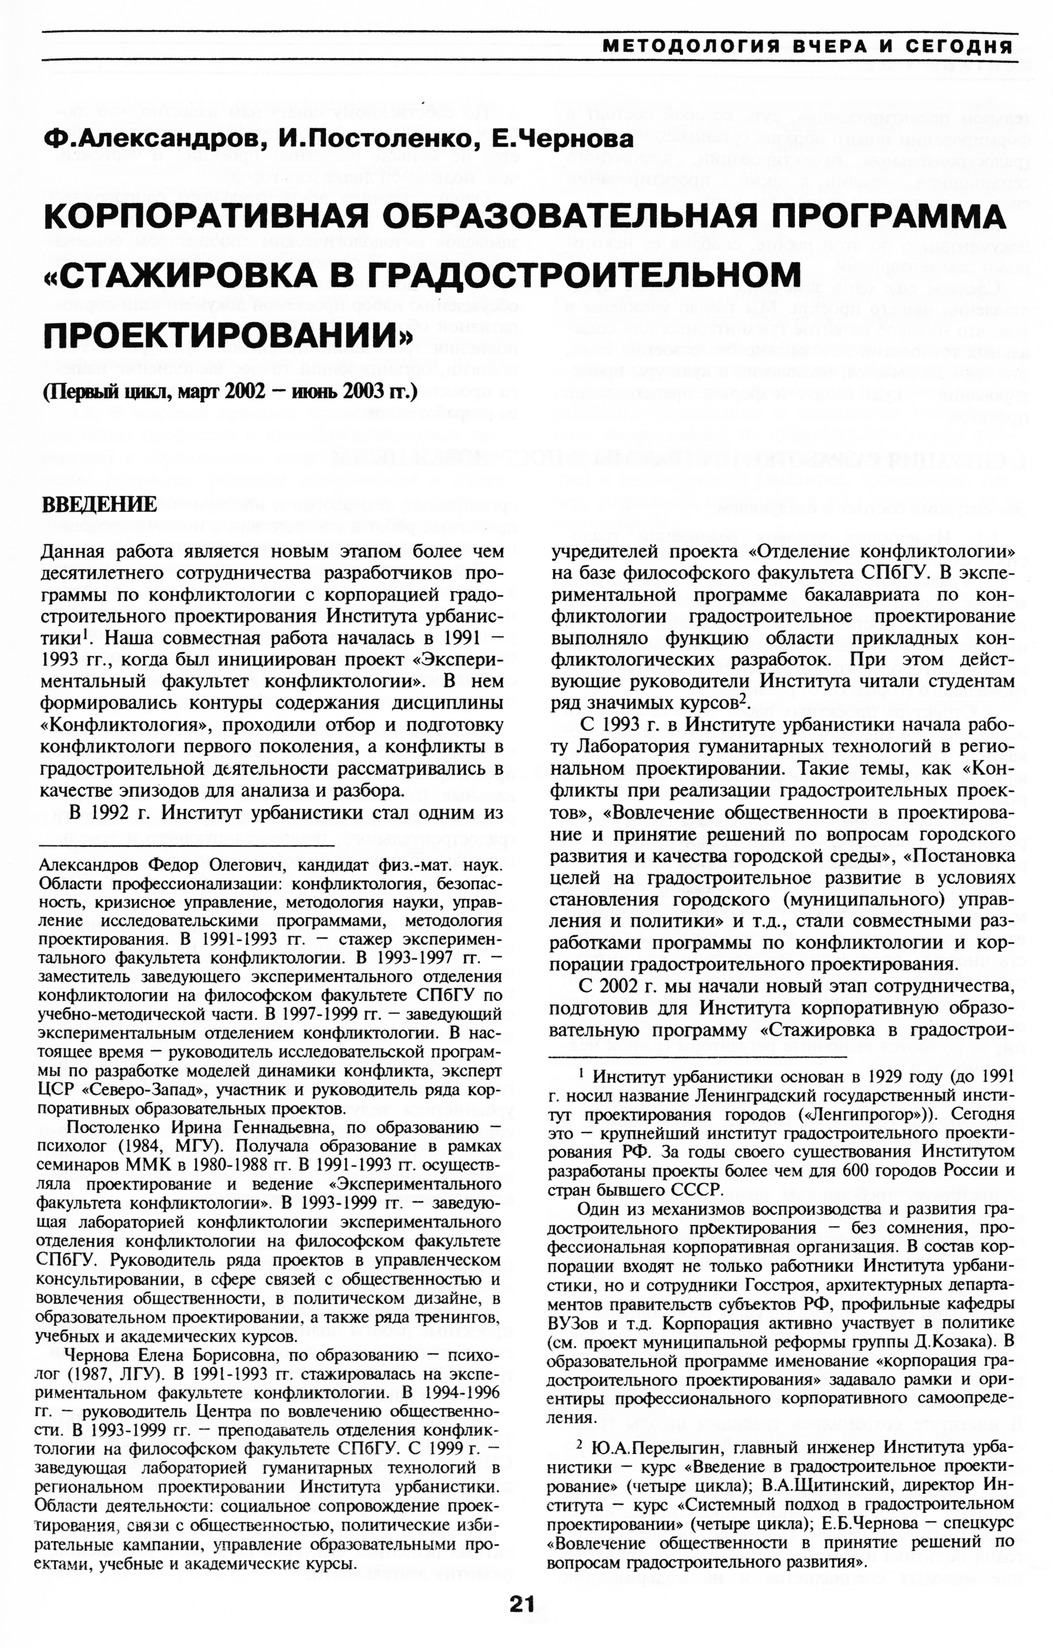 МЕТОДОЛОГИЯ ВЧЕРА И СЕГОДНЯ
Ф.Александров, И.Постоленко, Е.Чернова
КОРПОРАТИВНАЯ ОБРАЗОВАТЕЛЬНАЯ ПРОГРАММА
«СТАЖИРОВКА В ГРАДОСТРОИТЕЛЬНОМ
ПРОЕКТИРОВАНИИ»
(Первый цикл, март 2002 — июнь 2003 гг.)
ВВЕДЕНИЕ
Данная работа является новым этапом более чем
десятилетнего сотрудничества разработчиков про-
граммы по конфликтологии с корпорацией градо-
строительного проектирования Института урбанис-
тики¹. Наша совместная работа началась в 1991 —
1993 гг., когда был инициирован проект «Экспери-
ментальный факультет конфликтологии». В нем
формировались контуры содержания дисциплины
«Конфликтология», проходили отбор и подготовку
конфликтологи первого поколения, а конфликты в
градостроительной деятельности рассматривались в
качестве эпизодов для анализа и разбора.
В 1992 г. Институт урбанистики стал одним из
Александров Федор Олегович, кандидат физ.-мат. наук.
Области профессионализации: конфликтология, безопас-
ность, кризисное управление, методология науки, управ-
ление исследовательскими программами, методология
проектирования. В 1991-1993 гг. — стажер эксперимен-
тального факультета конфликтологии. В 1993-1997 гг. —
заместитель заведующего экспериментального отделения
конфликтологии на философском факультете СПбГУ по
учебно-методической части. В 1997-1999 гг. — заведующий
экспериментальным отделением конфликтологии. В нас-
тоящее время — руководитель исследовательской програм-
мы по разработке моделей динамики конфликта, эксперт
ЦСР «Северо-Запад», участник и руководитель ряда кор-
поративных образовательных проектов.
Постоленко Ирина Геннадьевна, по образованию —
психолог (1984, МГУ). Получала образование в рамках
семинаров ММК в 1980-1988 гг. В 1991-1993 гг. осуществ-
ляла проектирование и ведение «Экспериментального
факультета конфликтологии». В 1993-1999 гг. — заведую-
щая лабораторией конфликтологии экспериментального
отделения конфликтологии на философском факультете
СПбГУ. Руководитель ряда проектов в управленческом
консультировании, в сфере связей с общественностью и
вовлечения общественности, в политическом дизайне, в
образовательном проектировании, а также ряда тренингов,
учебных и академических курсов.
Чернова Елена Борисовна, по образованию — психо-
лог (1987, ЛГУ). В 1991-1993 гг. стажировалась на экспе-
риментальном факультете конфликтологии. В 1994-1996
гг. — руководитель Центра по вовлечению общественно-
сти. В 1993-1999 гг. — преподаватель отделения конфлик-
тологии на философском факультете СПбГУ. С 1999 г. —
заведующая лабораторией гуманитарных технологий в
региональном проектировании Института урбанистики.
Области деятельности: социальное сопровождение проек-
тирования, связи с общественностью, политические изби-
рательные кампании, управление образовательными про-
ектами, учебные и академические курсы.
учредителей проекта «Отделение конфликтологии»
на базе философского факультета СПбГУ. В экспе-
риментальной программе бакалавриата по кон-
фликтологии градостроительное проектирование
выполняло функцию области прикладных кон-
фликтологических разработок. При этом дейст-
вующие руководители Института читали студентам
ряд значимых курсов².
С 1993 г. в Институте урбанистики начала рабо-
ту Лаборатория гуманитарных технологий в регио-
нальном проектировании. Такие темы, как «Кон-
фликты при реализации градостроительных проек-
тов», «Вовлечение общественности в проектирова-
ние и принятие решений по вопросам городского
развития и качества городской среды», «Постановка
целей на градостроительное развитие в условиях
становления городского (муниципального) управ-
ления и политики» и т.д., стали совместными раз-
работками программы по конфликтологии и кор-
порации градостроительного проектирования.
С 2002 г. мы начали новый этап сотрудничества,
подготовив для Института корпоративную образо-
вательную программу «Стажировка в градострои-
¹ Институт урбанистики основан в 1929 году (до 1991
г. носил название Ленинградский государственный инсти-
тут проектирования городов («Ленгипрогор»)). Сегодня
это — крупнейший институт градостроительного проекти-
рования РФ. За годы своего существования Институтом
разработаны проекты более чем для 600 городов России и
стран бывшего СССР.
Один из механизмов воспроизводства и развития гра-
достроительного проектирования — без сомнения, про-
фессиональная корпоративная организация. В состав кор-
порации входят не только работники Института урбани-
стики, но и сотрудники Госстроя, архитектурных департа-
ментов правительств субъектов РФ, профильные кафедры
ВУЗов и т.д. Корпорация активно участвует в политике
(см. проект муниципальной реформы группы Д.Козака). В
образовательной программе именование «корпорация гра-
достроительного проектирования» задавало рамки и ори-
ентиры профессионального корпоративного самоопреде-
ления.
² Ю.А.Перелыгин, главный инженер Института урба-
нистики — курс «Введение в градостроительное проекти-
рование» (четыре цикла); В.А.Щитинский, директор Ин-
ститута — курс «Системный подход в градостроительном
проектировании» (четыре цикла); Е.Б.Чернова — спецкурс
«Вовлечение общественности в принятие решений по
вопросам градостроительного развития».
21